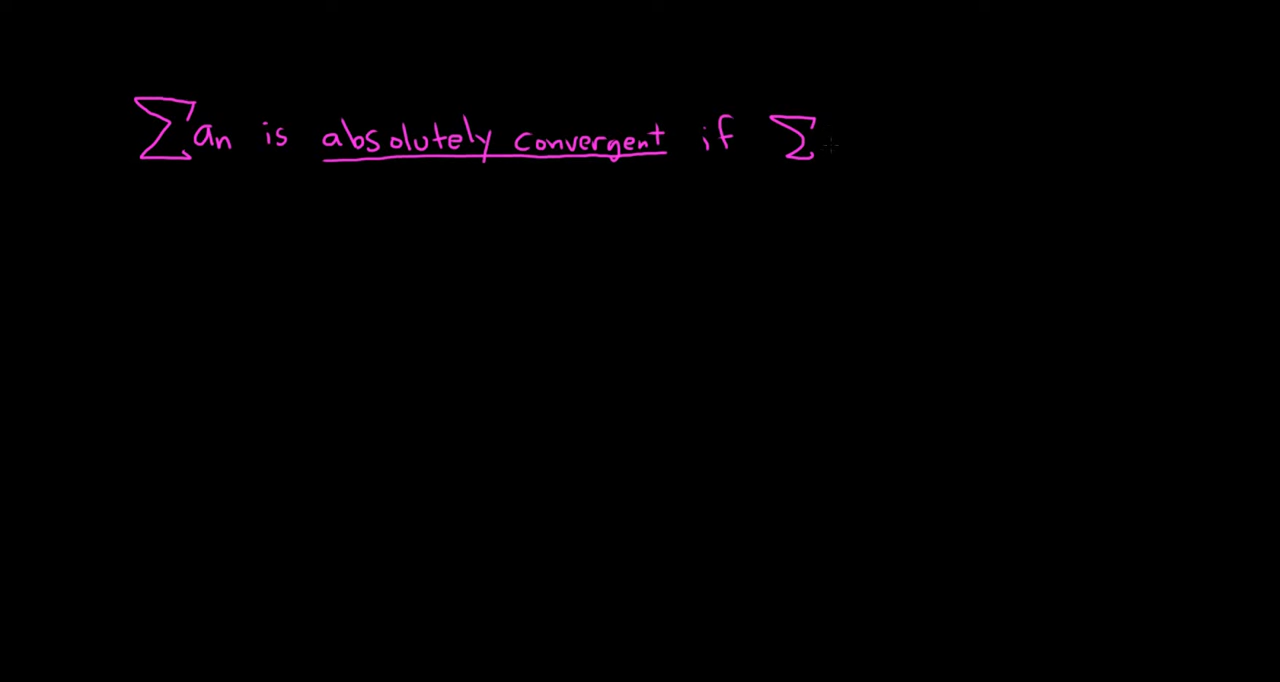 ∑an is absolutely convergent if ∑